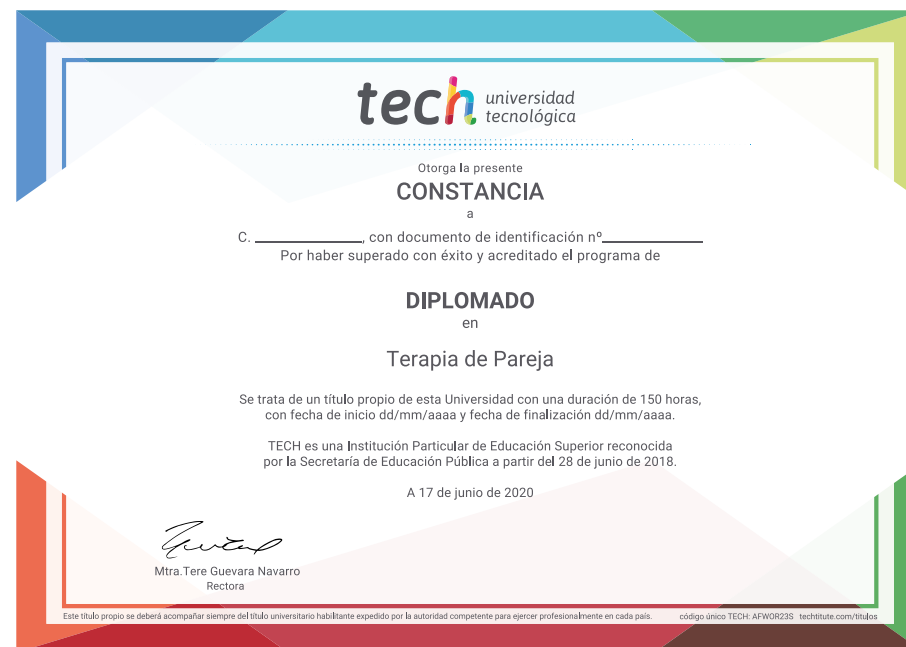 tech universidad
tecnológica
Otorga la presente
CONSTANCIA
a
C. ____________, con documento de identificación nº____________
Por haber superado con éxito y acreditado el programa de
DIPLOMADO
en
Terapia de Pareja
Se trata de un título propio de esta Universidad con una duración de 150 horas,
con fecha de inicio dd/mm/aaaa y fecha de finalización dd/mm/aaaa.
TECH es una Institución Particular de Educación Superior reconocida
por la Secretaría de Educación Pública a partir del 28 de junio de 2018.
A 17 de junio de 2020
Mtra.Tere Guevara Navarro
Rectora
Este título propio se deberá acompañar siempre del título universitario habilitante expedido por la autoridad competente para ejercer profesionalmente en cada país. código único TECH: AFWOR23S techtitute.com/titulos